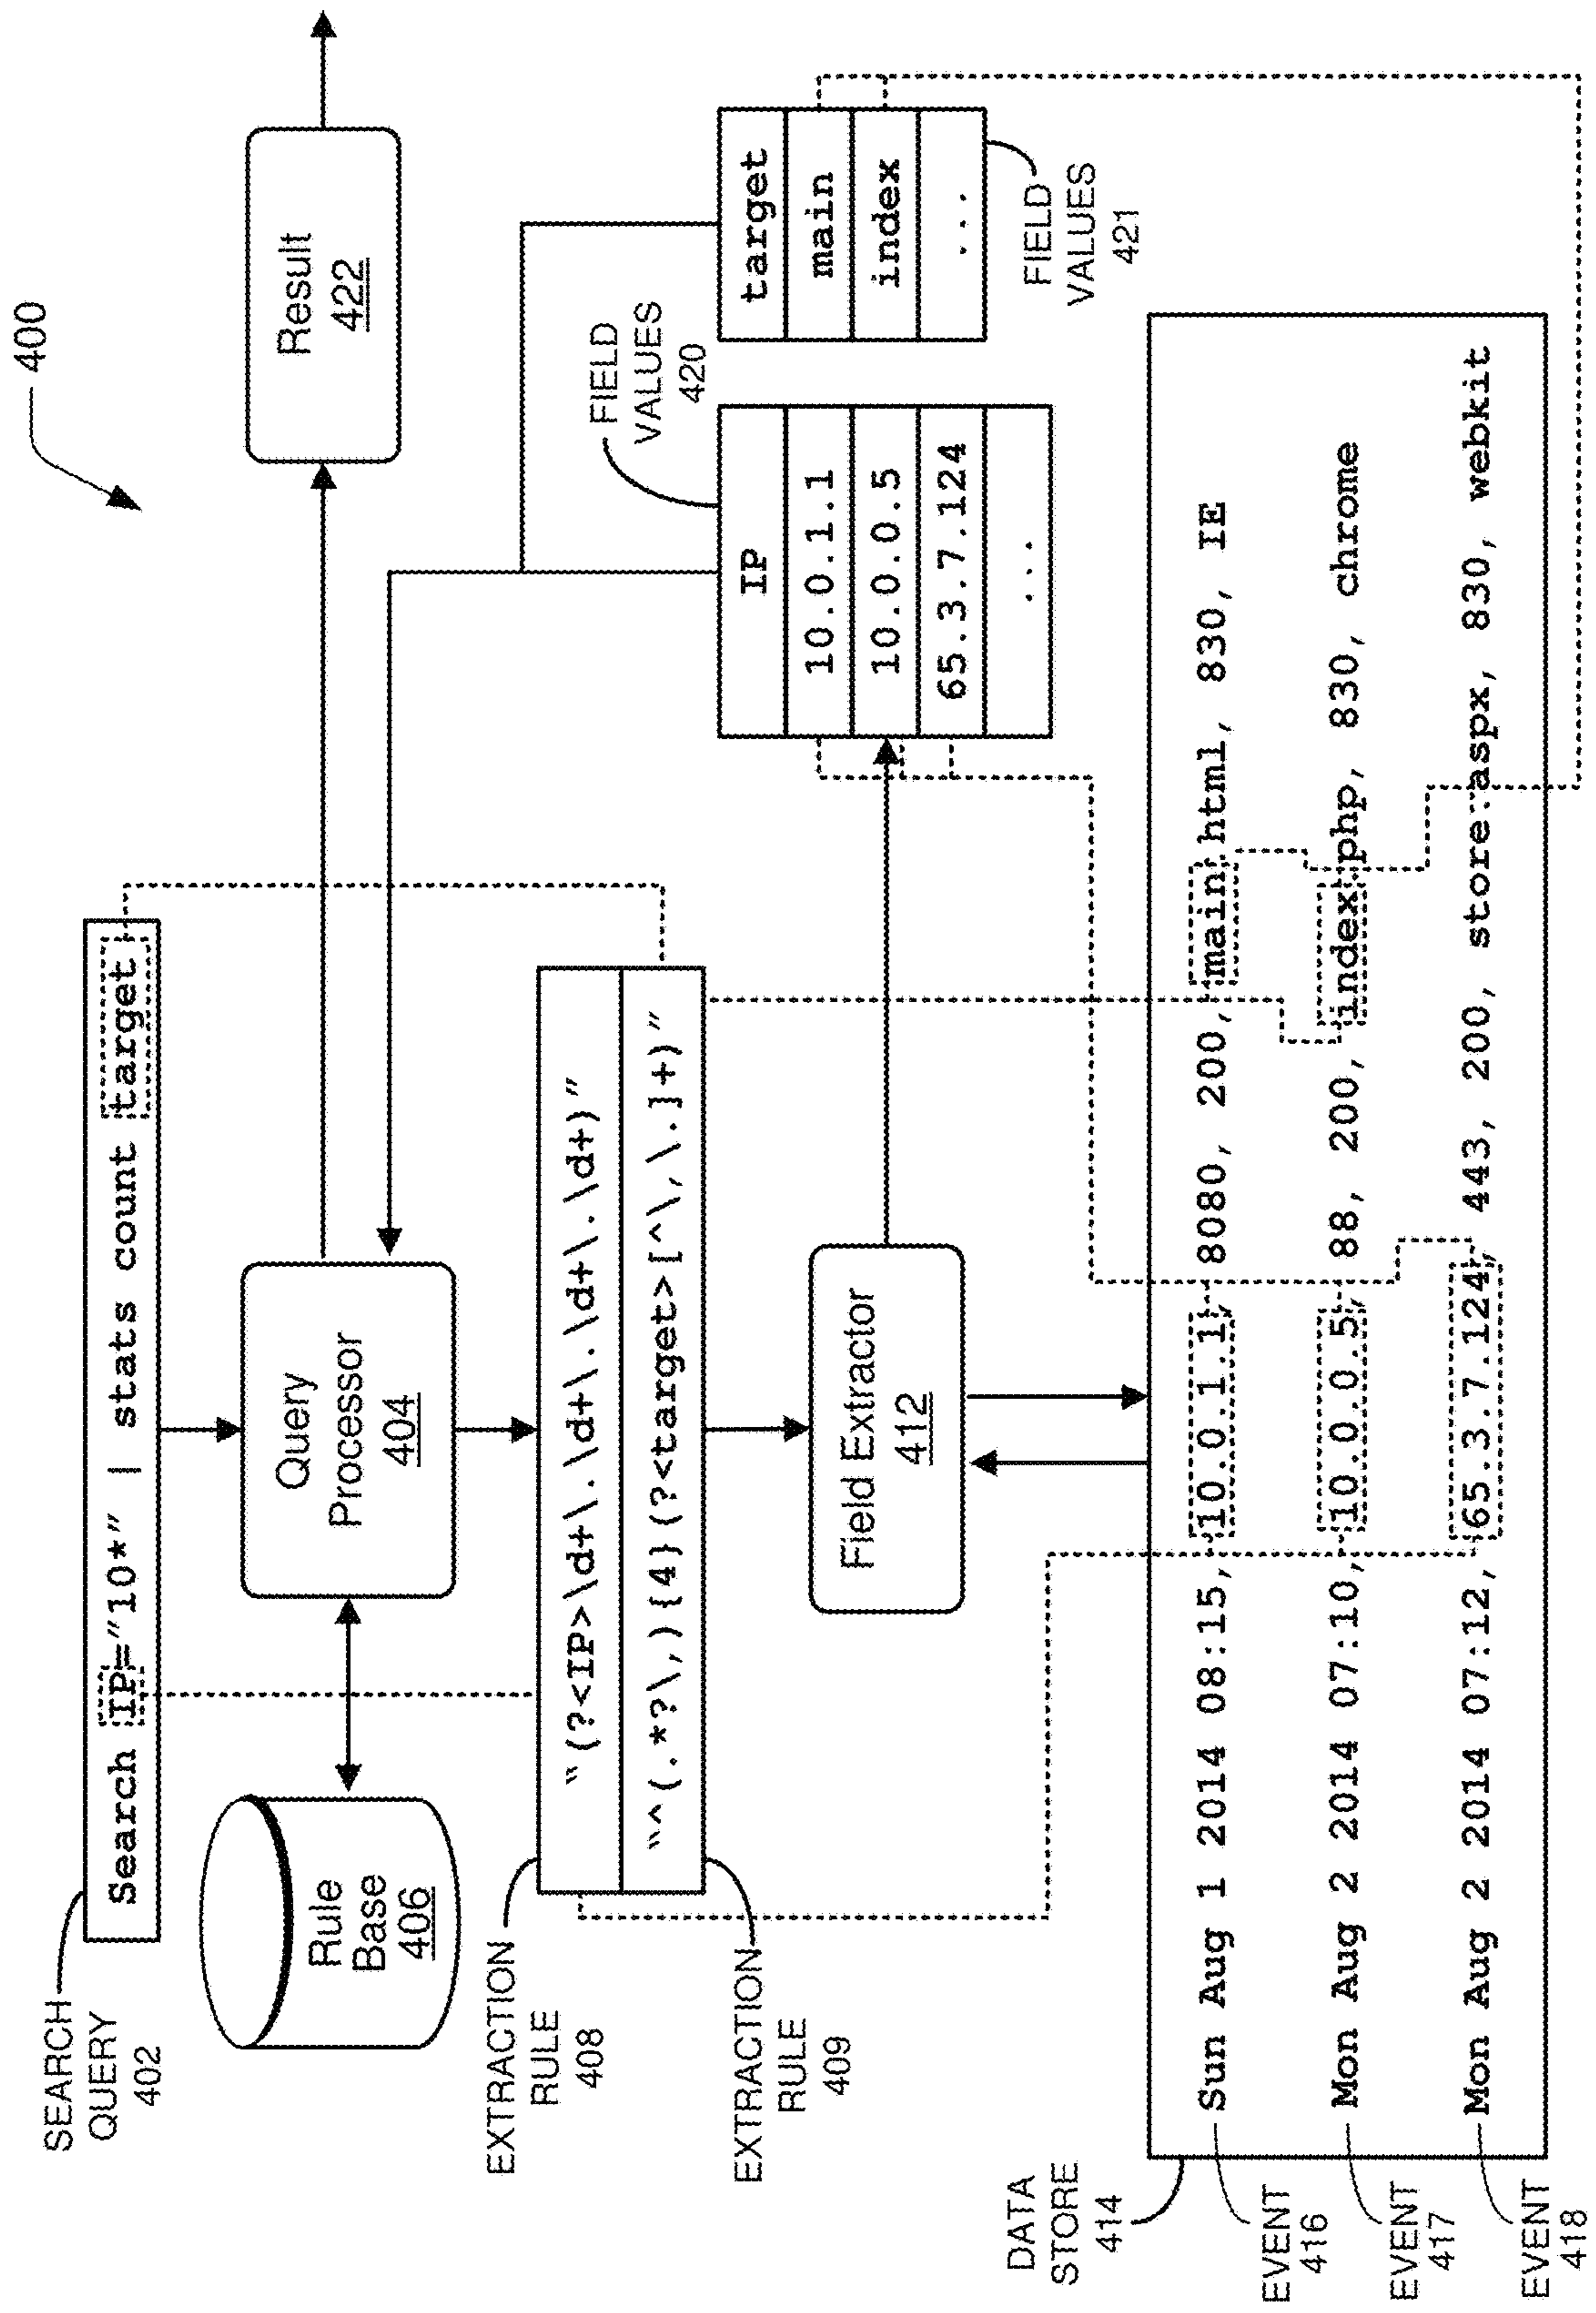 400
SEARCH
QUERY
402
Search IP="10*" | stats count target
Rule
Base
406
Query
Processor
404
Result
422
EXTRACTION
RULE
408
"(?<IP>\d+\.\d+\.\d+\.\d+)"
EXTRACTION
RULE
409
"^(.*?\,){4}(?<target>[^\,\.]+)"
Field Extractor
412
FIELD
VALUES
420
IP
10.0.1.1
10.0.0.5
65.3.7.124
...
target
main
index
...
FIELD
VALUES
421
DATA
STORE
414
EVENT
416
Sun Aug 1 2014 08:15, 10.0.1.1, 8080, 200, main.html, 830, IE
EVENT
417
Mon Aug 2 2014 07:10, 10.0.0.5, 88, 200, index.php, 830, chrome
EVENT
418
Mon Aug 2 2014 07:12, 65.3.7.124, 443, 200, store.aspx, 830, webkit